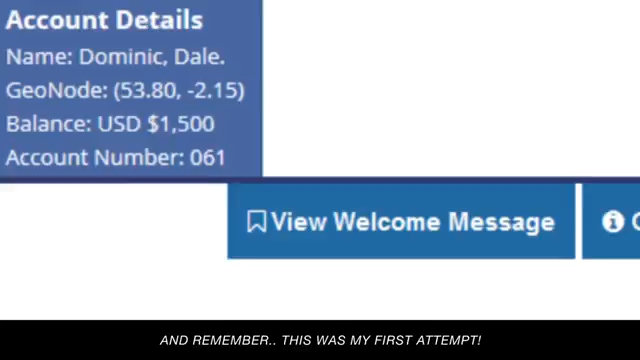 Account Details
Name: Dominic, Dale.
GeoNode: (53.80, -2.15)
Balance: USD $1,500
Account Number: 061
View Welcome Message
AND REMEMBER.. THIS WAS MY FIRST ATTEMPT!